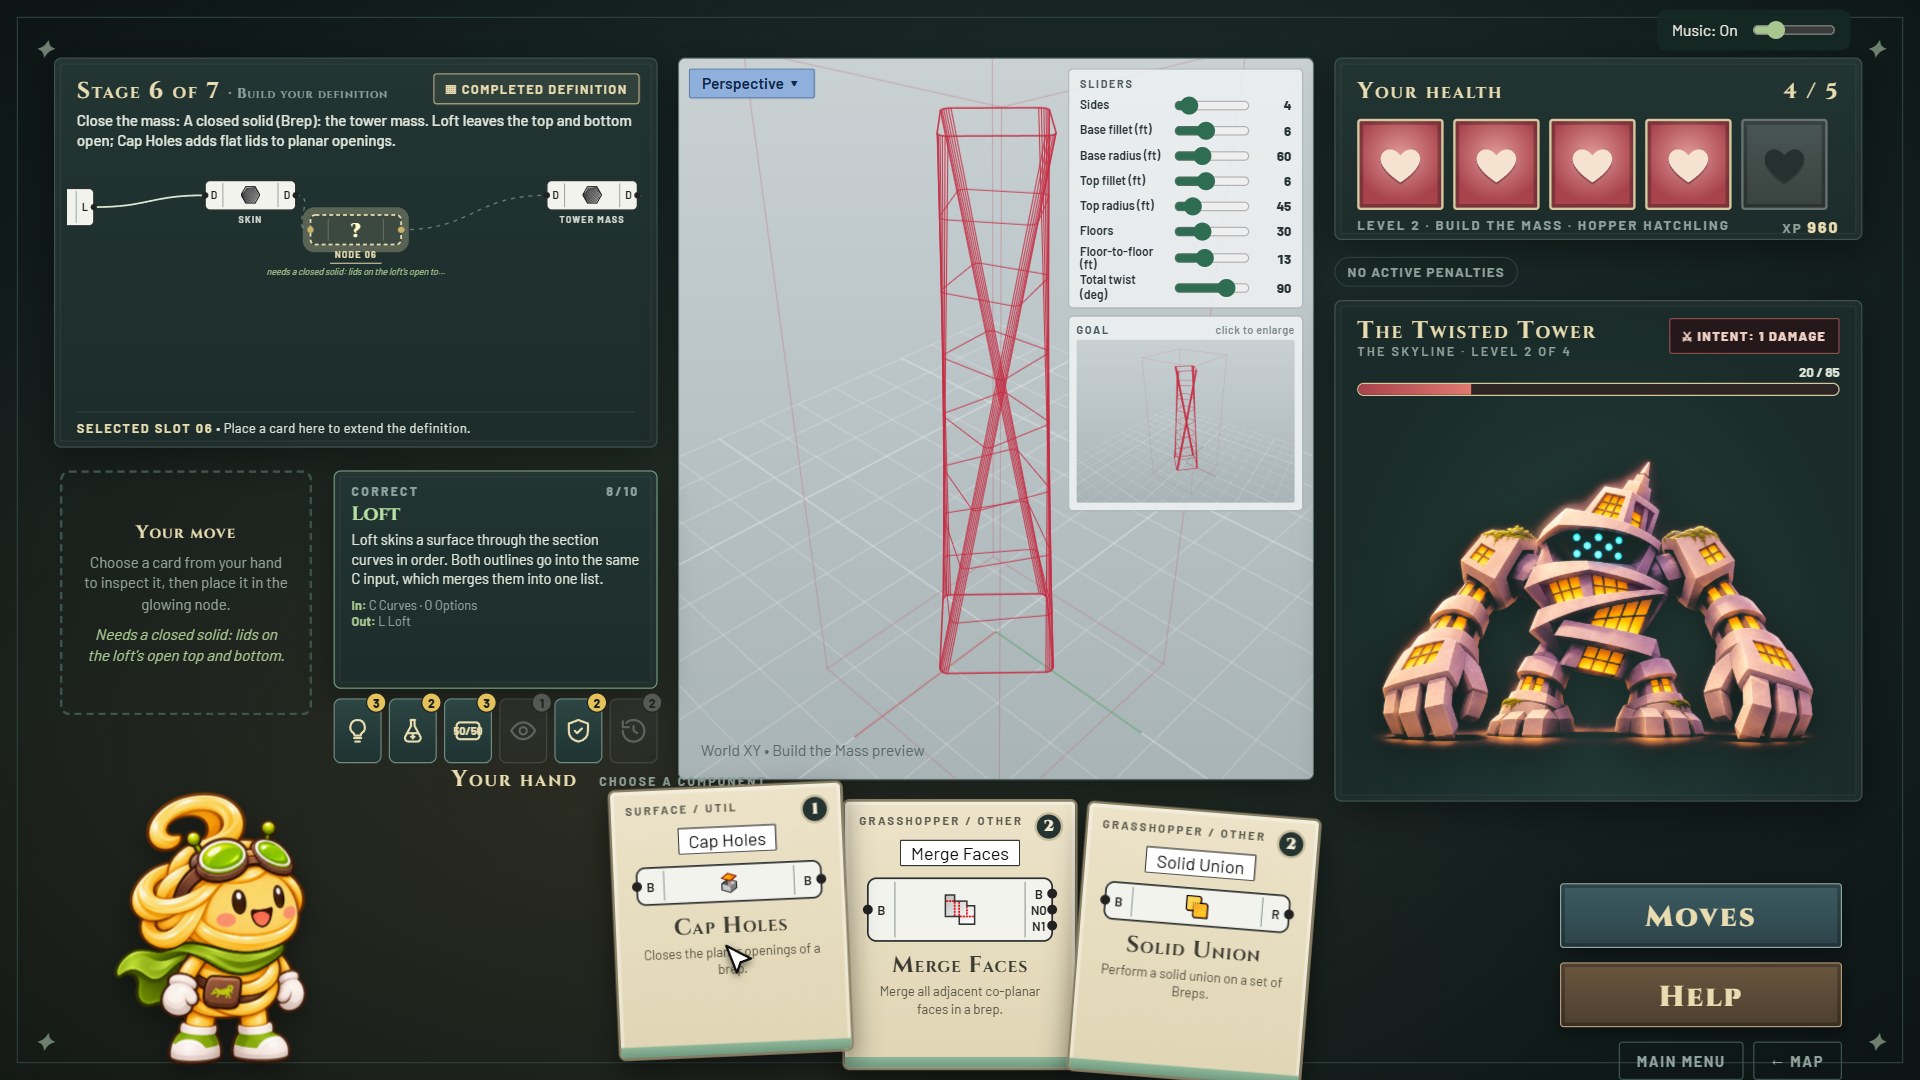 Music: On
STAGE 6 OF 7 · BUILD YOUR DEFINITION
COMPLETED DEFINITION
Close the mass: A closed solid (Brep): the tower mass. Loft leaves the top and bottom
open; Cap Holes adds flat lids to planar openings.
L
D D
SKIN
?
NODE 06
needs a closed solid: lids on the loft's open to...
D D
TOWER MASS
SELECTED SLOT 06 • Place a card here to extend the definition.
YOUR MOVE
Choose a card from your hand
to inspect it, then place it in the
glowing node.
Needs a closed solid: lids on
the loft's open top and bottom.
CORRECT 8/10
LOFT
Loft skins a surface through the section
curves in order. Both outlines go into the same
C input, which merges them into one list.
In: C Curves · O Options
Out: L Loft
3
2
3
1
2
2
50/50
YOUR HAND CHOOSE A COMPONENT
Perspective ▼
SLIDERS
Sides 4
Base fillet (ft) 6
Base radius (ft) 60
Top fillet (ft) 6
Top radius (ft) 45
Floors 30
Floor-to-floor
(ft) 13
Total twist
(deg) 90
GOAL click to enlarge
World XY • Build the Mass preview
YOUR HEALTH 4 / 5
LEVEL 2 · BUILD THE MASS · HOPPER HATCHLING XP 960
NO ACTIVE PENALTIES
THE TWISTED TOWER
THE SKYLINE · LEVEL 2 OF 4
INTENT: 1 DAMAGE
20 / 85
SURFACE / UTIL 1
Cap Holes
B B
CAP HOLES
Closes the planar openings of a
brep.
GRASSHOPPER / OTHER 2
Merge Faces
B
B
N0
N1
MERGE FACES
Merge all adjacent co-planar
faces in a brep.
GRASSHOPPER / OTHER 2
Solid Union
B R
SOLID UNION
Perform a solid union on a set of
Breps.
MOVES
HELP
MAIN MENU
← MAP